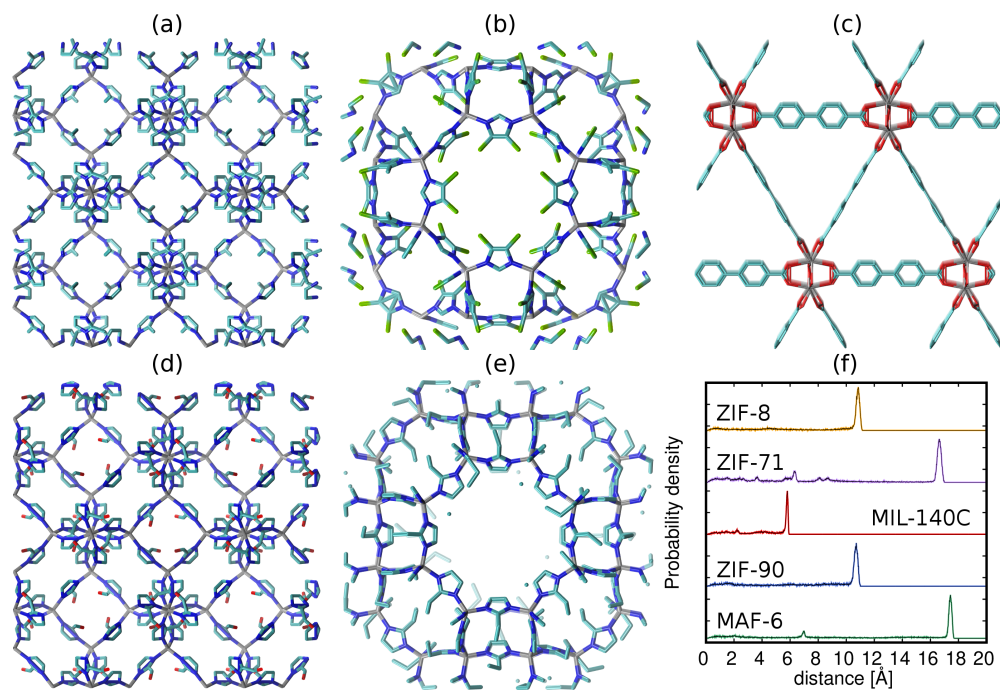 (a)
(b)
(c)
(d)
(e)
(f)
ZIF-8
ZIF-71
MIL-140C
ZIF-90
MAF-6
Probability density
0 2 4 6 8 10 12 14 16 18 20
distance [Å]